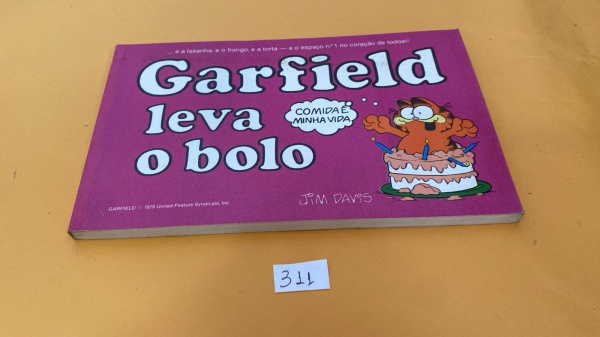 ... e a lasanha, e o frango, e a torta — e o espaço n.º 1 no coração de todos!!
Garfield
leva
o bolo
COMIDA É
MINHA VIDA
JIM DAVIS
GARFIELD © 1978 United Feature Syndicate, Inc.
311